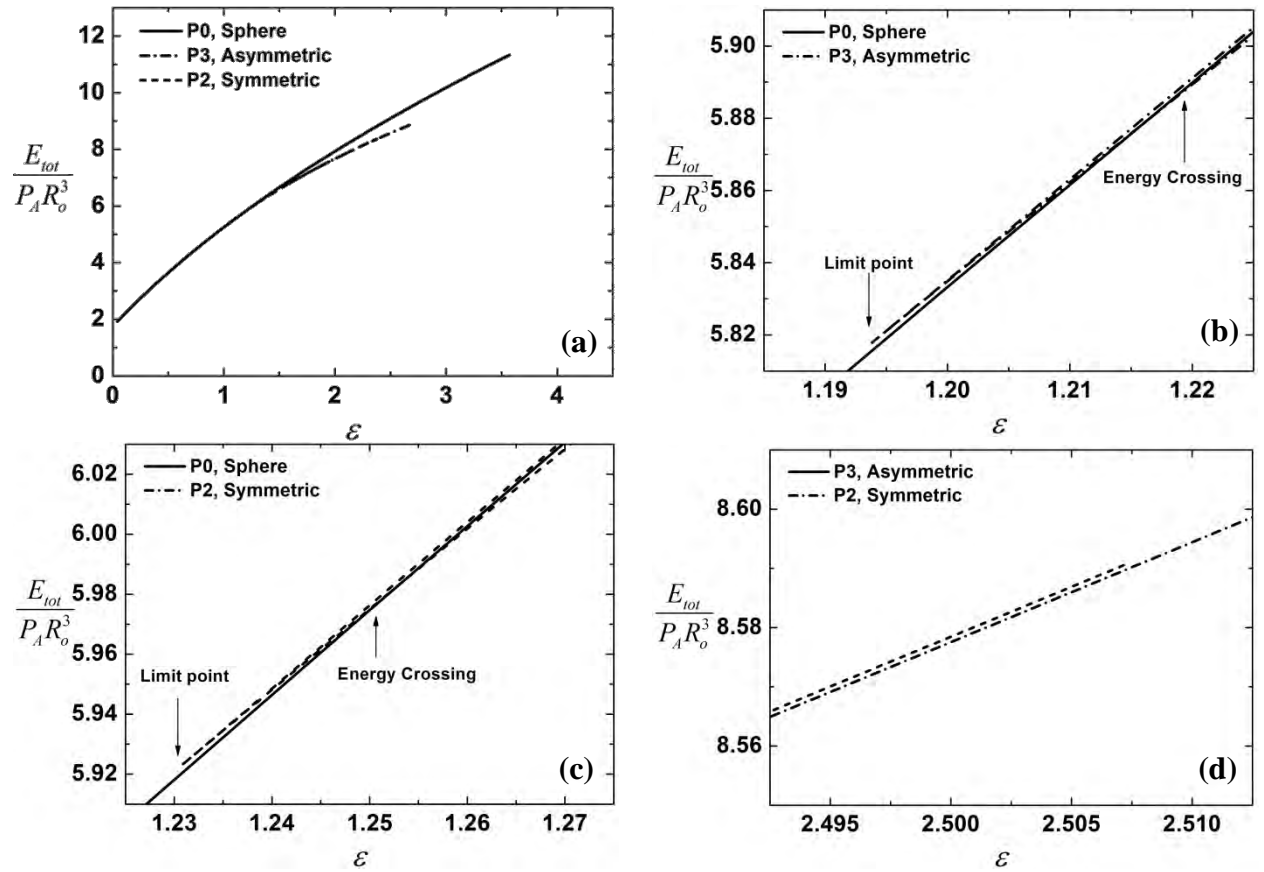 12
10
8
6
4
2
0
E_tot
P_A R_o^3
P0, Sphere
P3, Asymmetric
P2, Symmetric
(a)
0 1 2 3 4
ε
5.90
5.88
5.86
5.84
5.82
E_tot
P_A R_o^3
P0, Sphere
P3, Asymmetric
Energy Crossing
Limit point
(b)
1.19 1.20 1.21 1.22
ε
6.02
6.00
5.98
5.96
5.94
5.92
E_tot
P_A R_o^3
P0, Sphere
P2, Symmetric
Limit point
Energy Crossing
(c)
1.23 1.24 1.25 1.26 1.27
ε
8.60
8.58
8.56
E_tot
P_A R_o^3
P3, Asymmetric
P2, Symmetric
(d)
2.495 2.500 2.505 2.510
ε